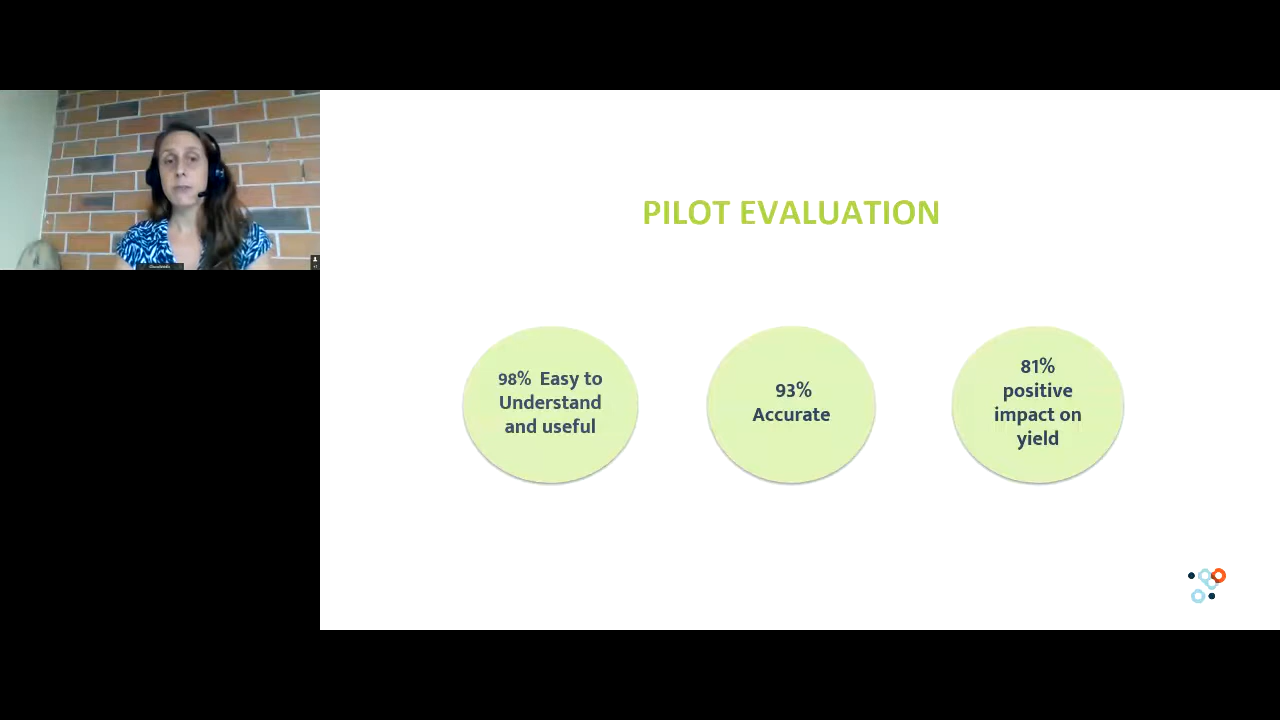 PILOT EVALUATION
98% Easy to
Understand
and useful
93%
Accurate
81%
positive
impact on
yield